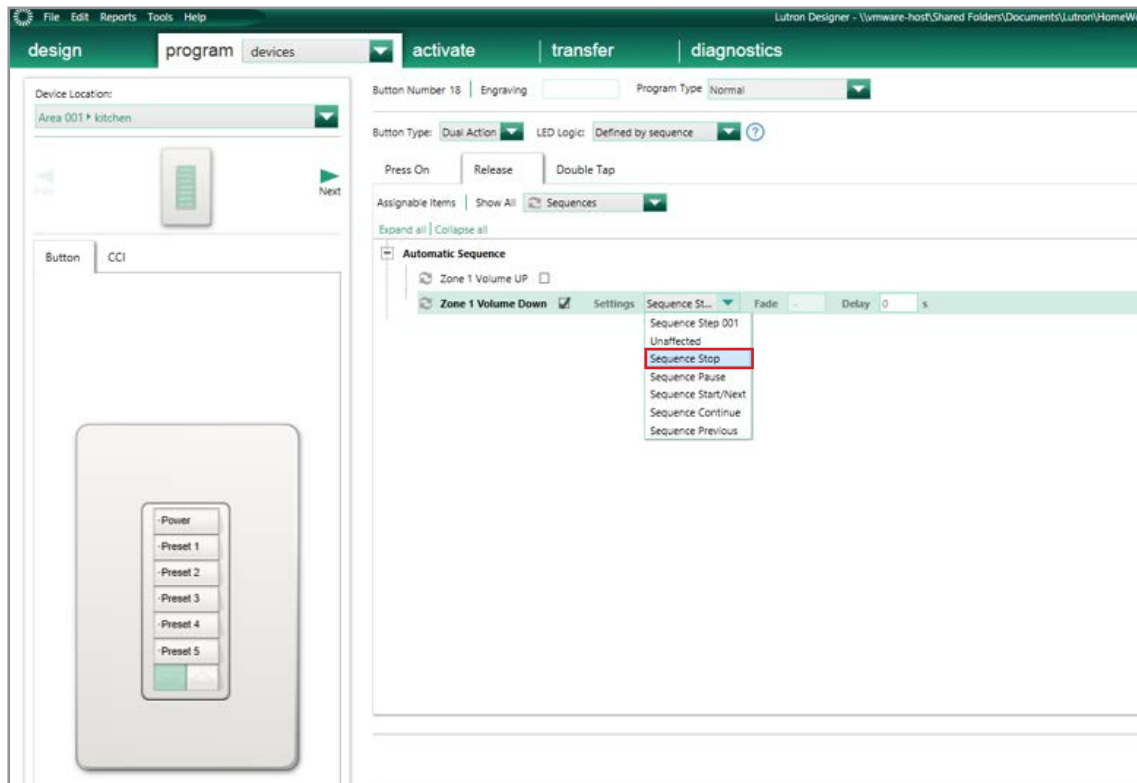 File Edit Reports Tools Help
Lutron Designer - \\vmware-host\Shared Folders\Documents\Lutron\HomeWo
design program devices activate transfer diagnostics
Device Location:
Area 001 ▸ kitchen
Next
Button CCI
Power
Preset 1
Preset 2
Preset 3
Preset 4
Preset 5
Button Number 18 Engraving Program Type Normal
Button Type: Dual Action LED Logic: Defined by sequence ?
Press On Release Double Tap
Assignable Items Show All Sequences
Expand all Collapse all
Automatic Sequence
Zone 1 Volume UP
Zone 1 Volume Down Settings Sequence St... Fade - Delay 0 s
Sequence Step 001
Unaffected
Sequence Stop
Sequence Pause
Sequence Start/Next
Sequence Continue
Sequence Previous